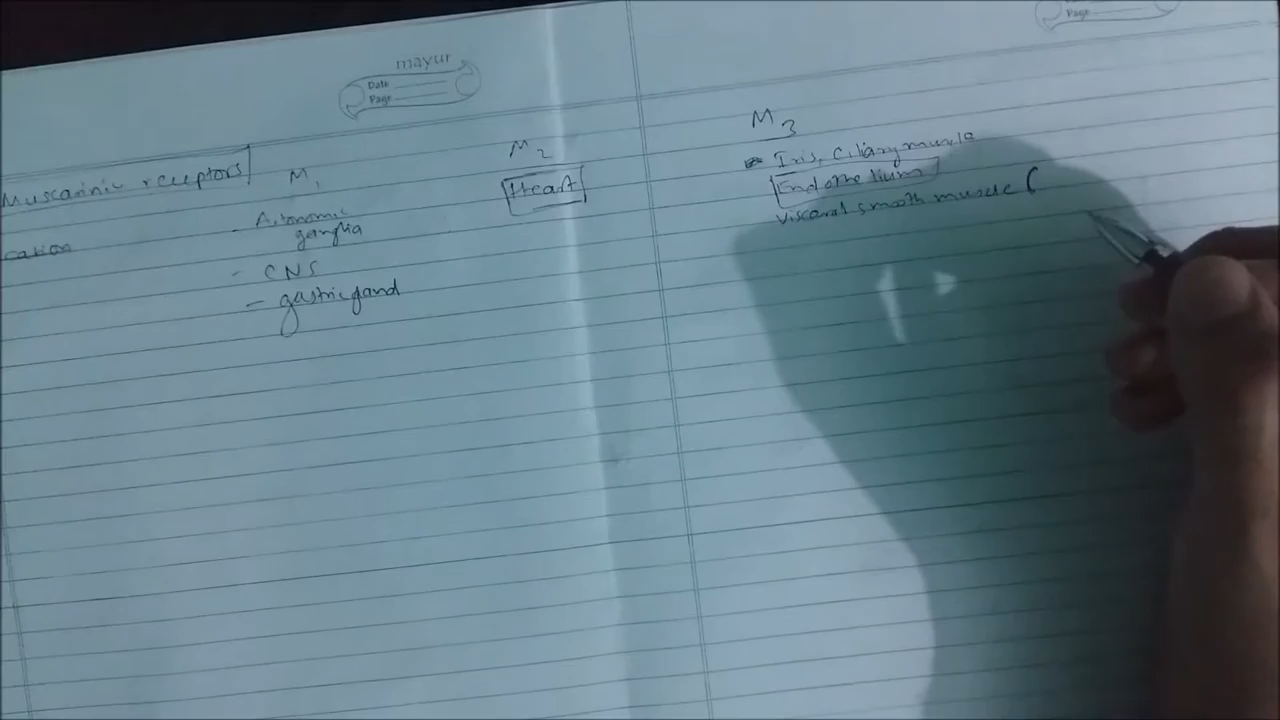 mayur
Date
Page
Page
Muscarinic receptors
M1
M2
M3
cation
- Autonomic
ganglia
- CNS
- gastric gland
Heart
Iris, ciliary muscle
Endothelium
Visceral smooth muscle (